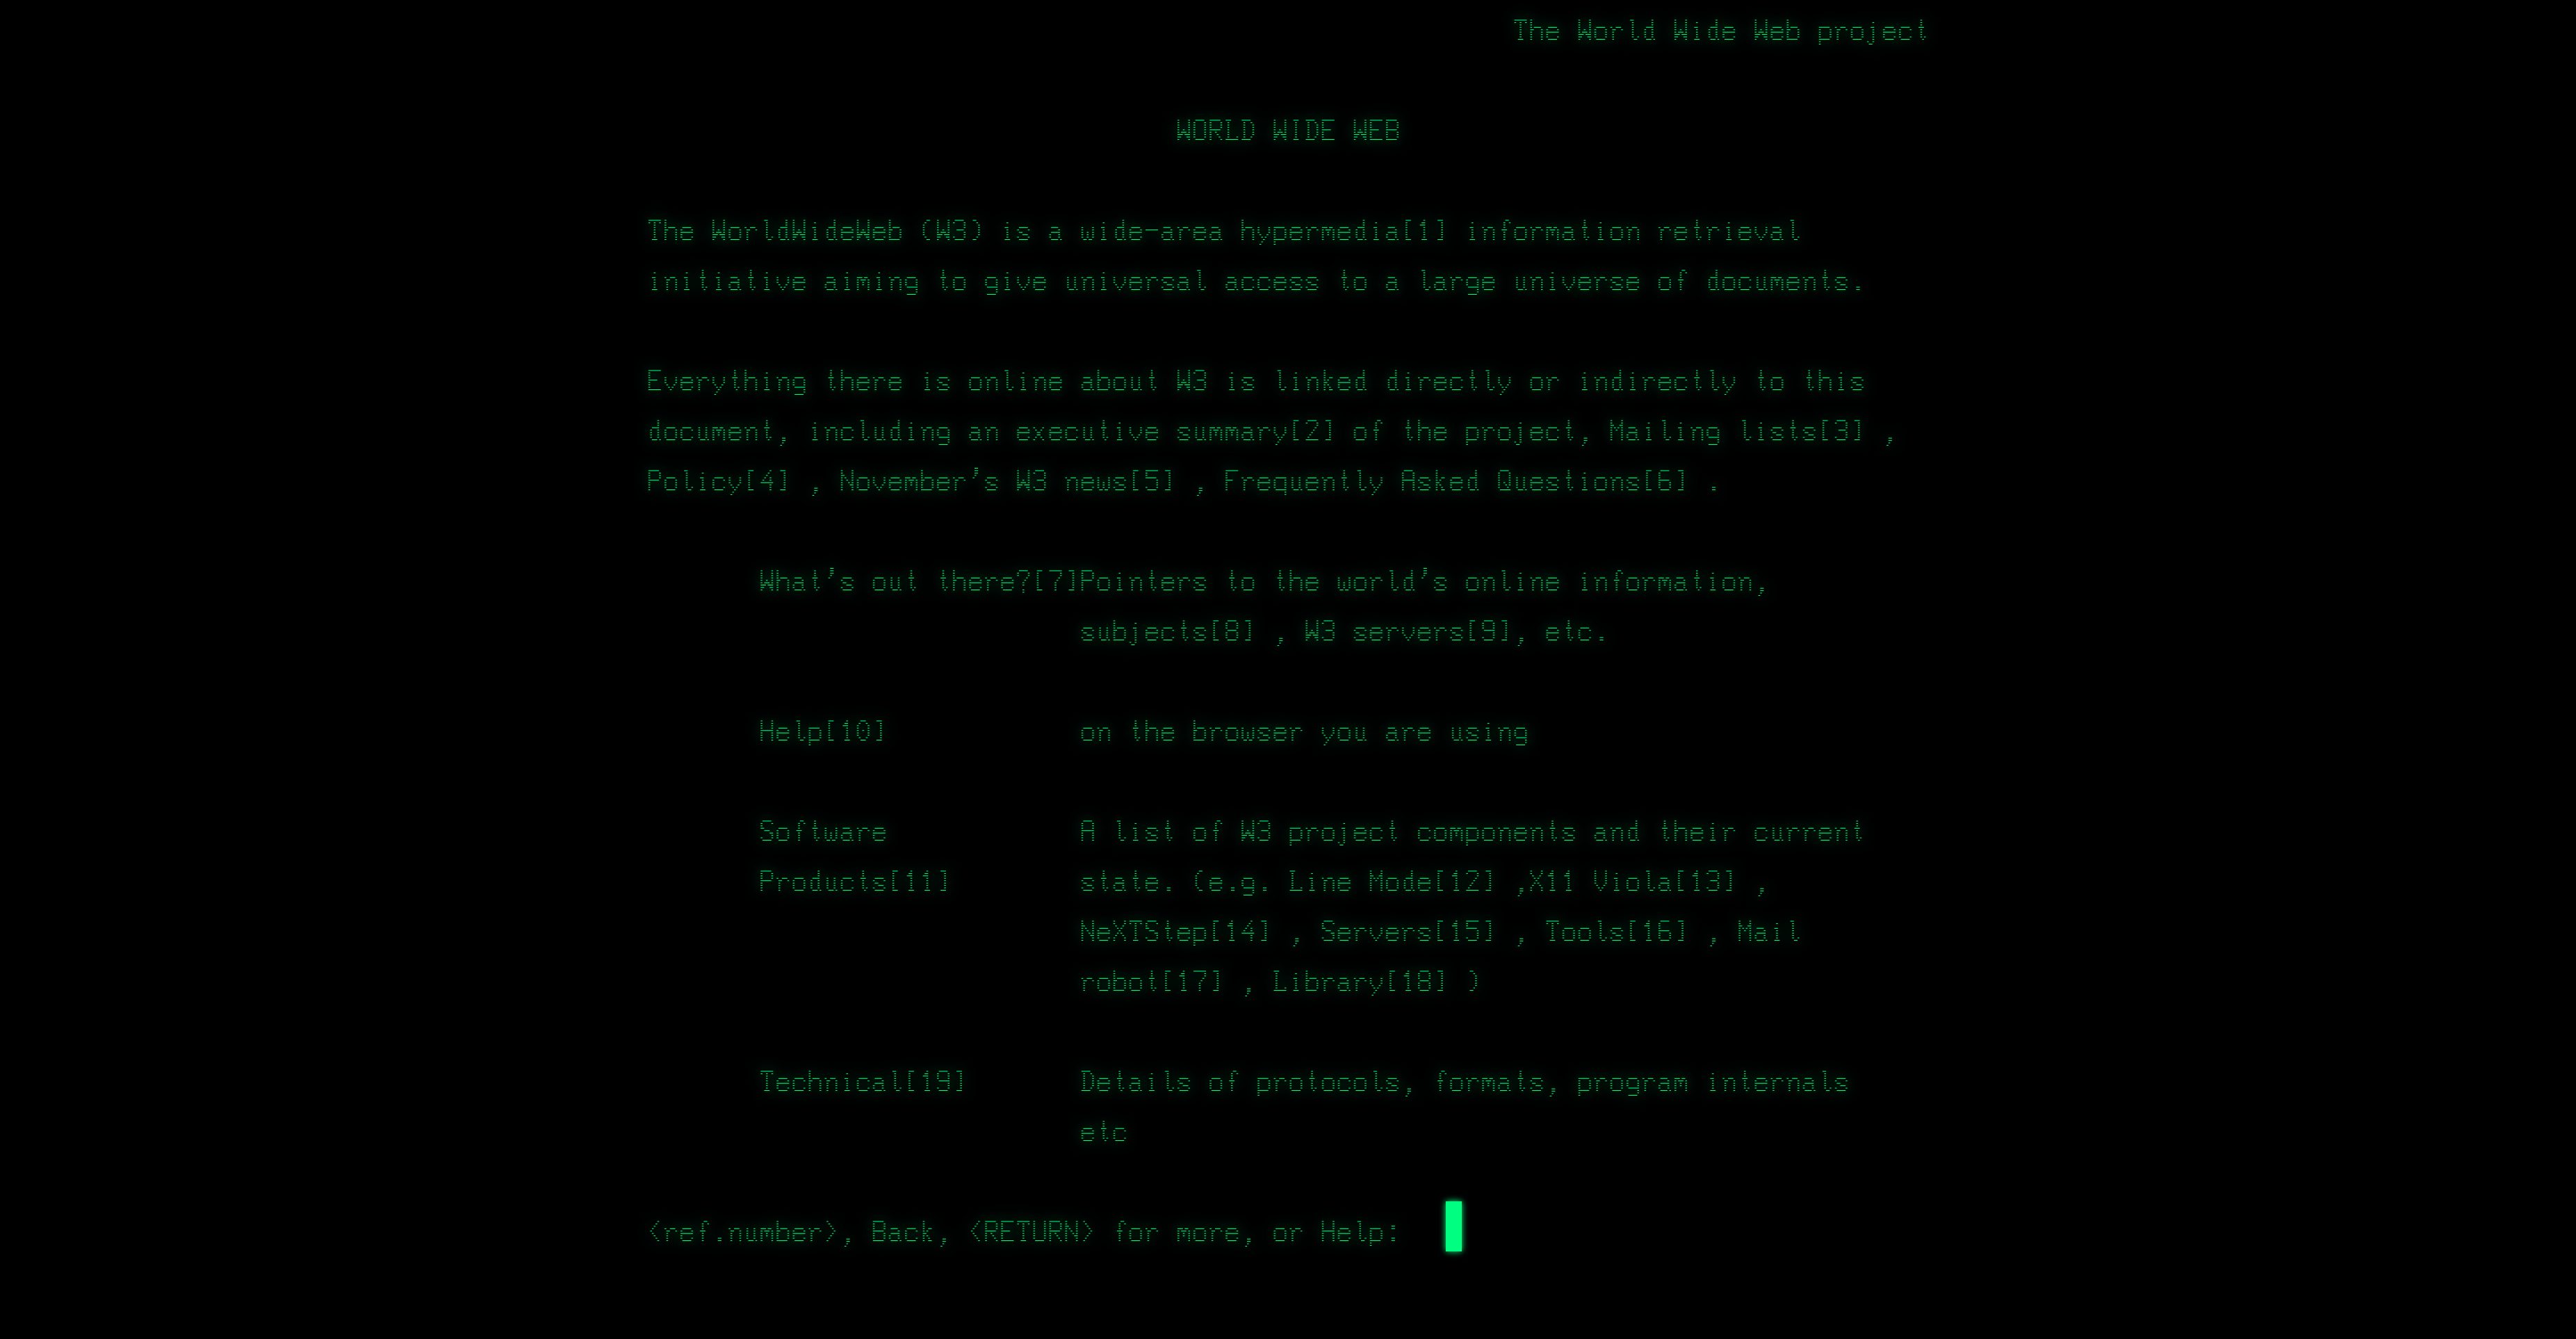 The World Wide Web project
WORLD WIDE WEB
The WorldWideWeb (W3) is a wide-area hypermedia[1] information retrieval
initiative aiming to give universal access to a large universe of documents.
Everything there is online about W3 is linked directly or indirectly to this
document, including an executive summary[2] of the project, Mailing lists[3] ,
Policy[4] , November's W3 news[5] , Frequently Asked Questions[6] .
What's out there?[7]Pointers to the world's online information,
subjects[8] , W3 servers[9], etc.
Help[10] on the browser you are using
Software A list of W3 project components and their current
Products[11] state. (e.g. Line Mode[12] ,X11 Viola[13] ,
NeXTStep[14] , Servers[15] , Tools[16] , Mail
robot[17] , Library[18] )
Technical[19] Details of protocols, formats, program internals
etc
<ref.number>, Back, <RETURN> for more, or Help: